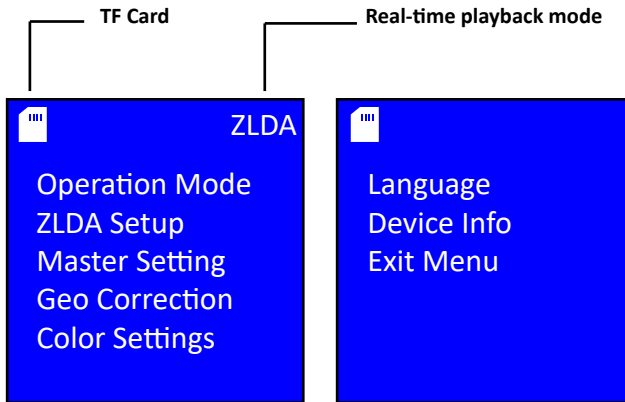 TF Card
Real-time playback mode
ZLDA
Operation Mode
ZLDA Setup
Master Setting
Geo Correction
Color Settings
Language
Device Info
Exit Menu